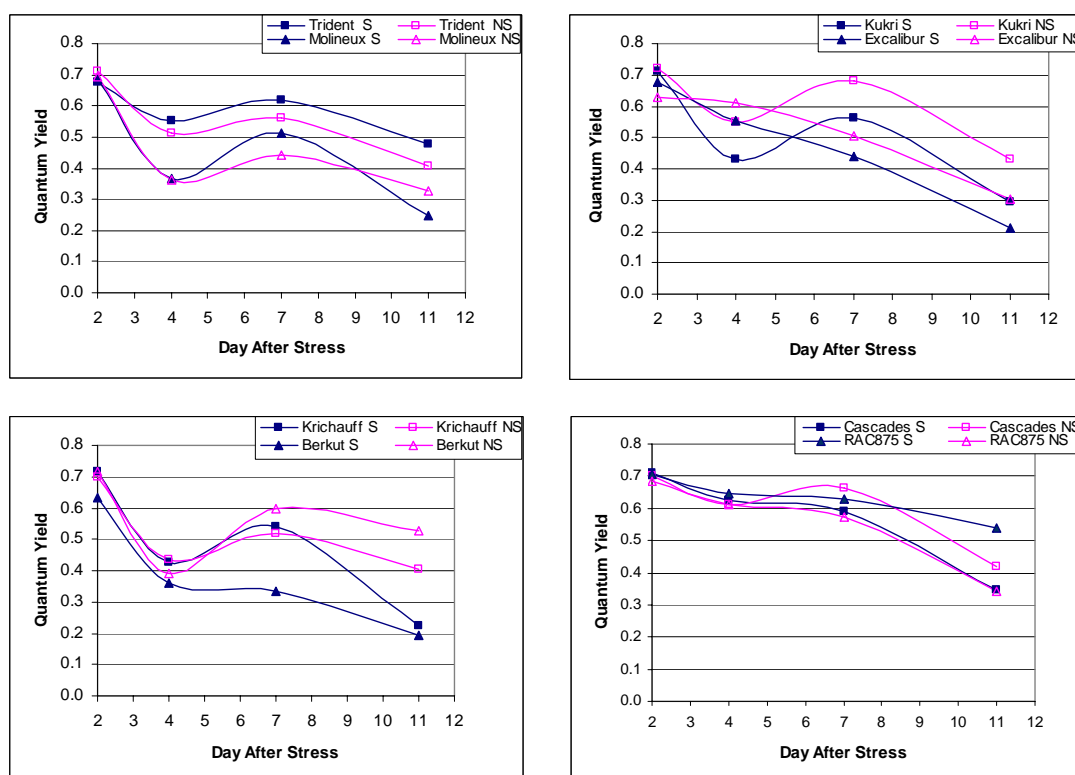 Trident S Trident NS
Molineux S Molineux NS
0.8
0.7
0.6
0.5
0.4
0.3
0.2
0.1
0.0
Quantum Yield
2 3 4 5 6 7 8 9 10 11 12
Day After Stress
Kukri S Kukri NS
Excalibur S Excalibur NS
0.8
0.7
0.6
0.5
0.4
0.3
0.2
0.1
0.0
Quantum Yield
2 3 4 5 6 7 8 9 10 11 12
Day After Stress
Krichauff S Krichauff NS
Berkut S Berkut NS
0.8
0.7
0.6
0.5
0.4
0.3
0.2
0.1
0.0
Quantum Yield
2 3 4 5 6 7 8 9 10 11 12
Day After Stress
Cascades S Cascades NS
RAC875 S RAC875 NS
0.8
0.7
0.6
0.5
0.4
0.3
0.2
0.1
0.0
Quantum Yield
2 3 4 5 6 7 8 9 10 11 12
Day After Stress